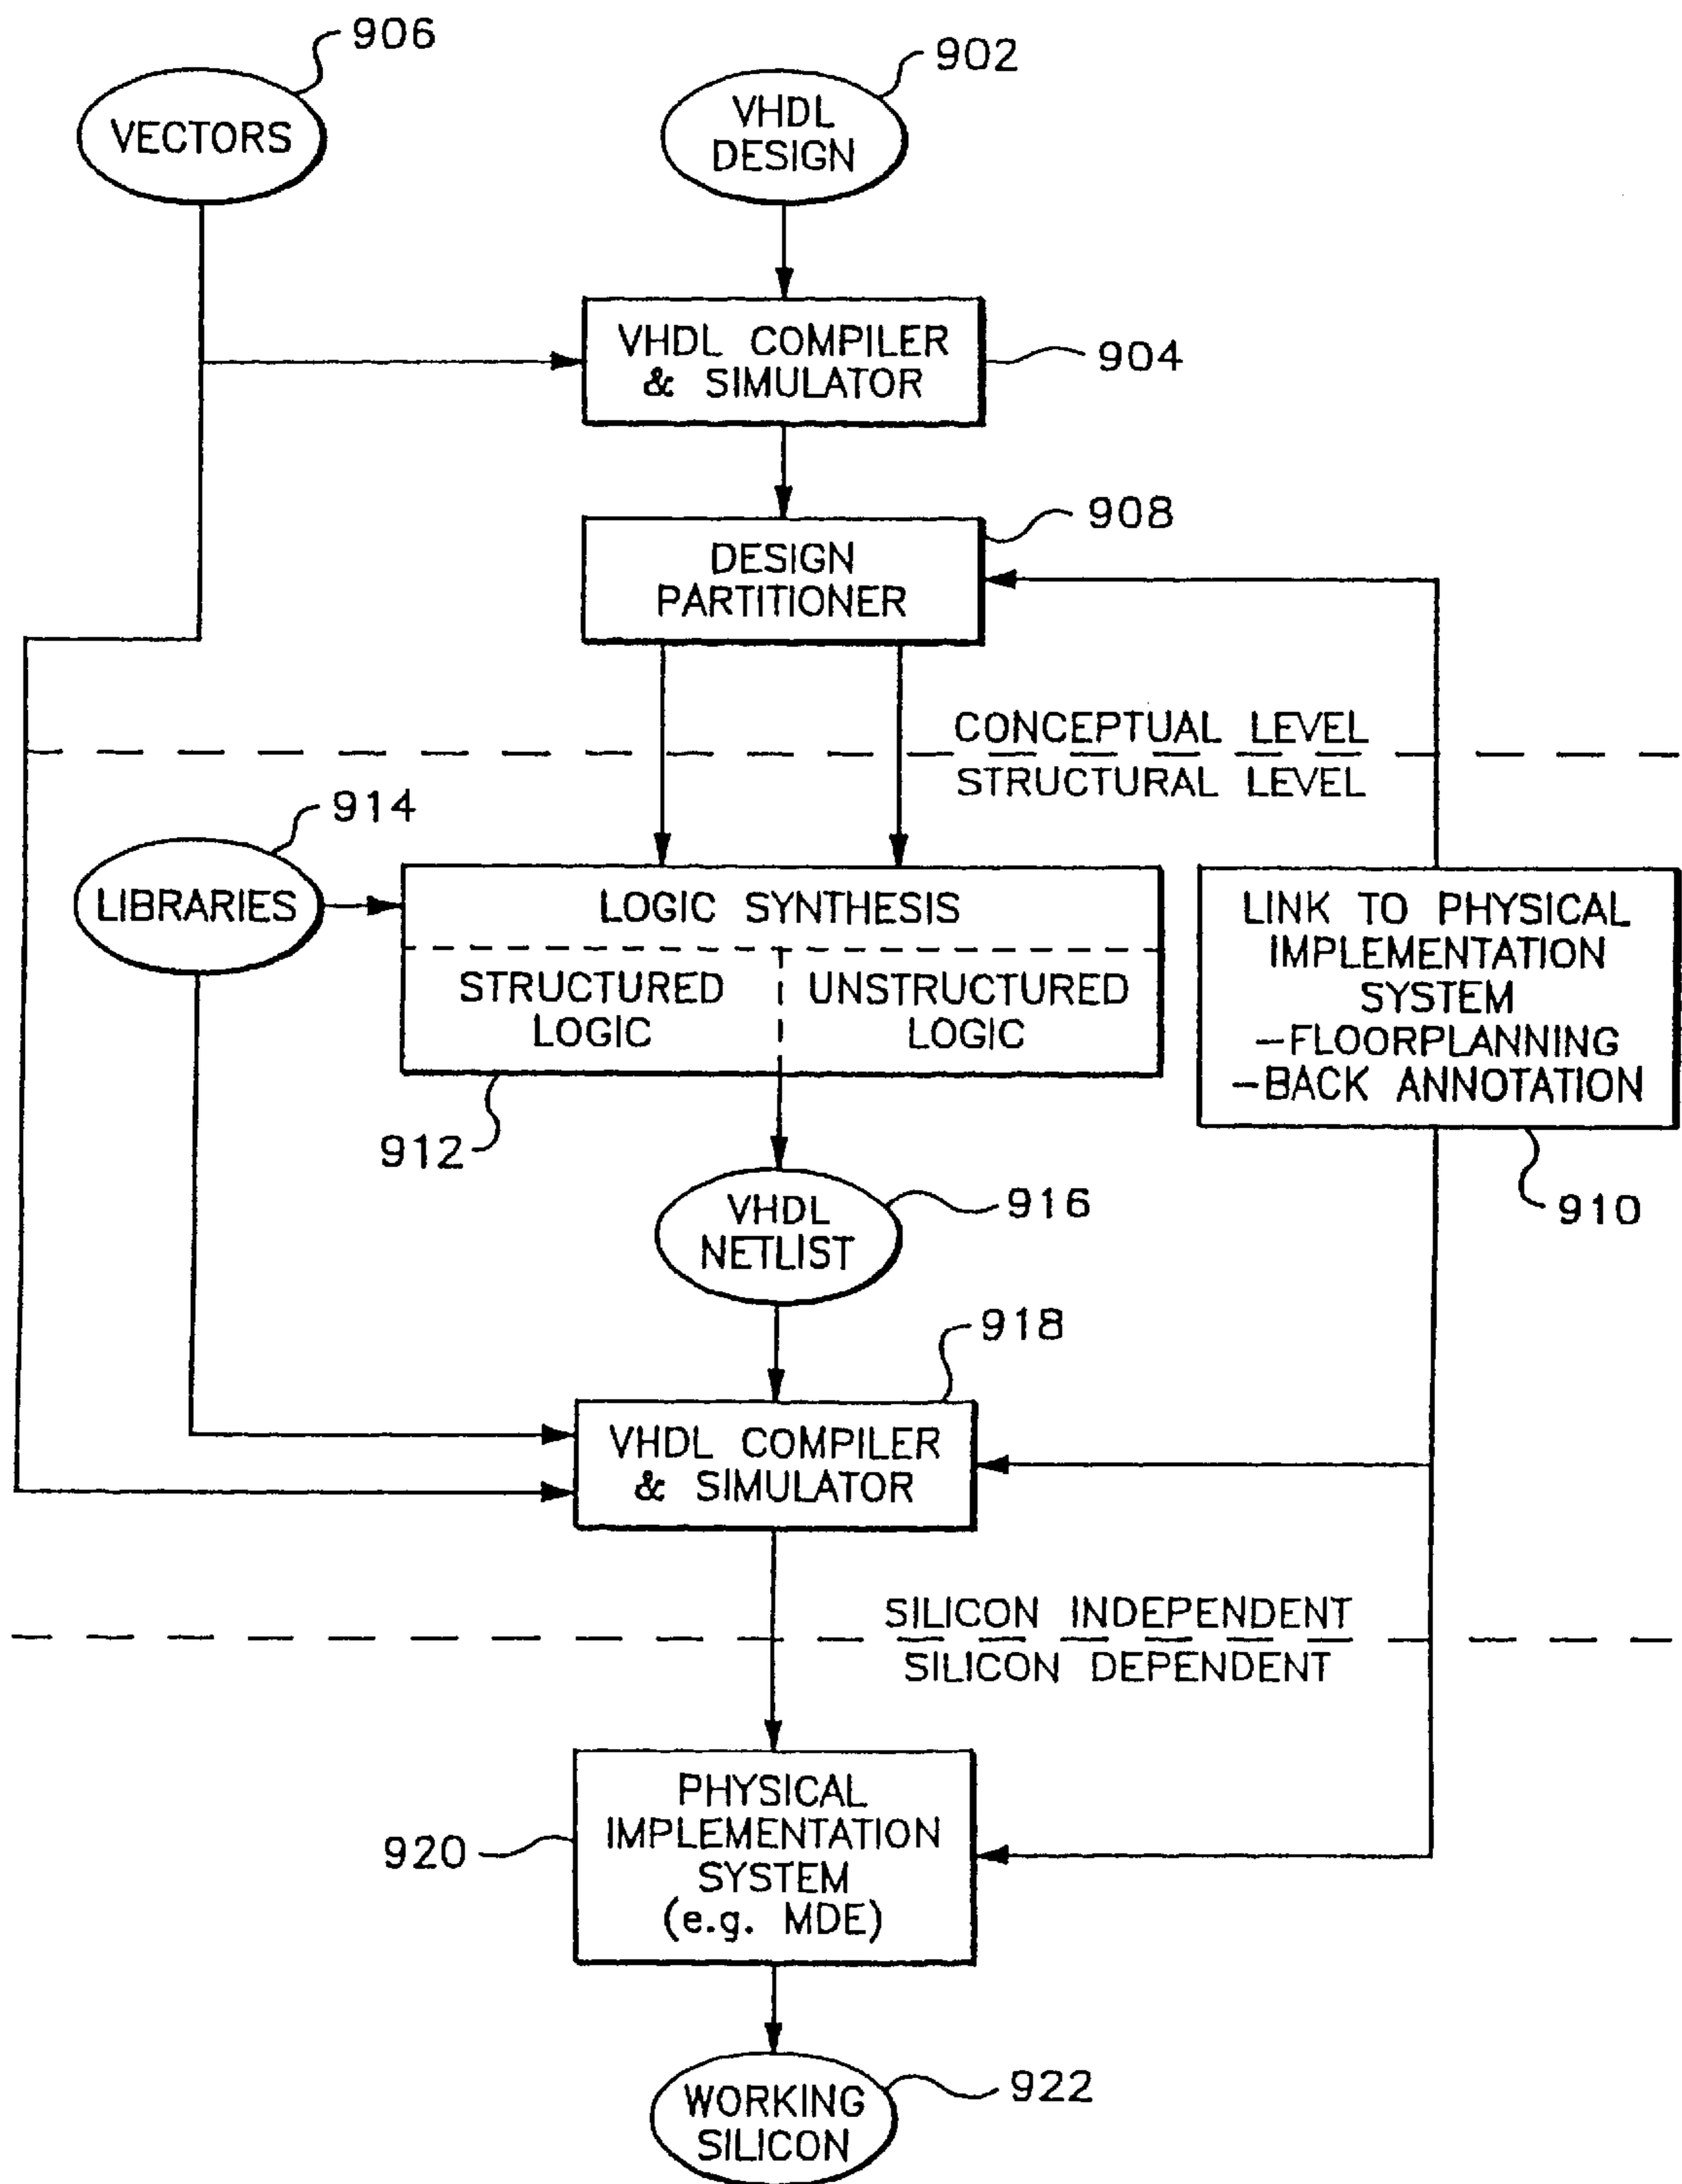 906
902
VECTORS
VHDL
DESIGN
VHDL COMPILER
& SIMULATOR
904
908
DESIGN
PARTITIONER
CONCEPTUAL LEVEL
STRUCTURAL LEVEL
914
LIBRARIES
LOGIC SYNTHESIS
STRUCTURED
LOGIC
UNSTRUCTURED
LOGIC
LINK TO PHYSICAL
IMPLEMENTATION
SYSTEM
-FLOORPLANNING
-BACK ANNOTATION
912
910
VHDL
NETLIST
916
918
VHDL COMPILER
& SIMULATOR
SILICON INDEPENDENT
SILICON DEPENDENT
PHYSICAL
IMPLEMENTATION
SYSTEM
(e.g. MDE)
920
WORKING
SILICON
922